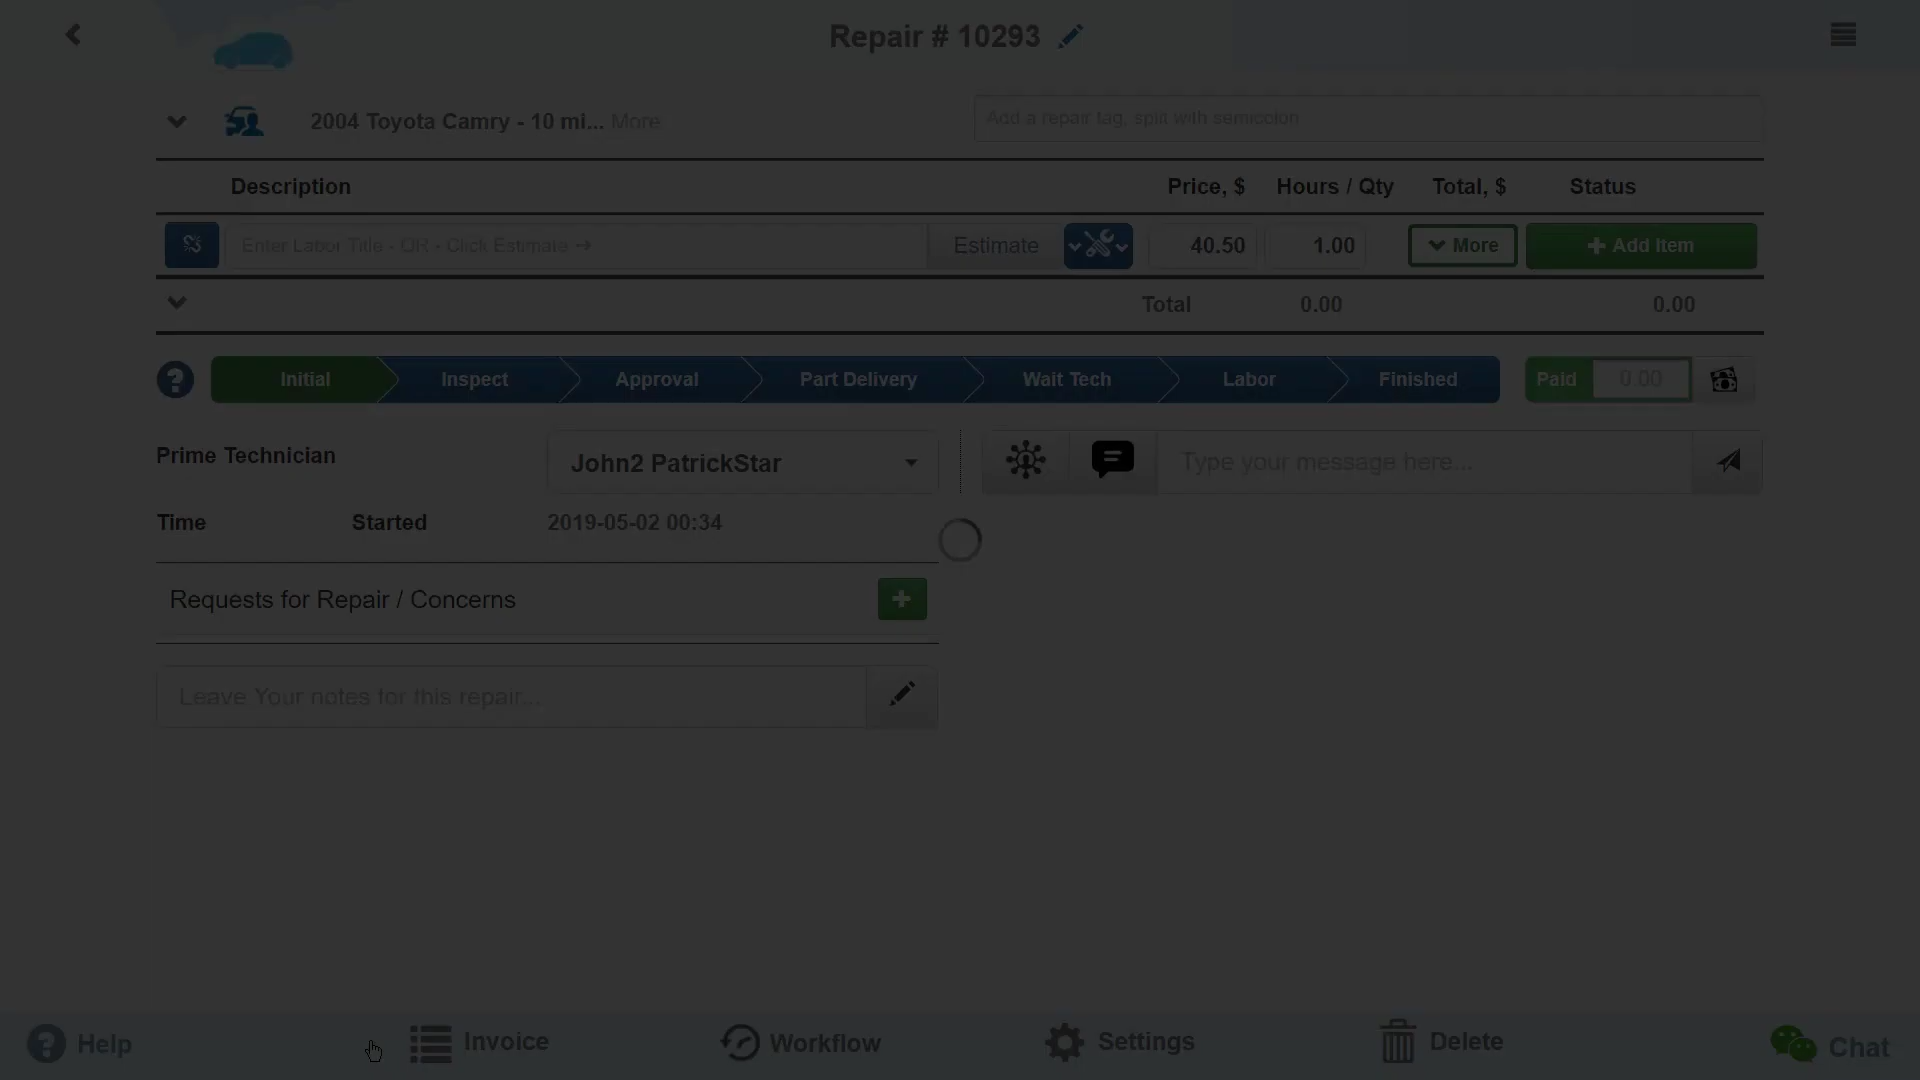 Repair # 10293
2004 Toyota Camry - 10 mi... More
Add a repair tag, split with semicolon
Description Price, $ Hours / Qty Total, $ Status
Enter Labor Title - OR - Click Estimate → Estimate 40.50 1.00 More Add Item
Total 0.00 0.00
? Initial Inspect Approval Part Delivery Wait Tech Labor Finished Paid 0.00
Prime Technician John2 PatrickStar Type your message here...
Time Started 2019-05-02 00:34
Requests for Repair / Concerns
Leave Your notes for this repair...
? Help Invoice Workflow Settings Delete Chat